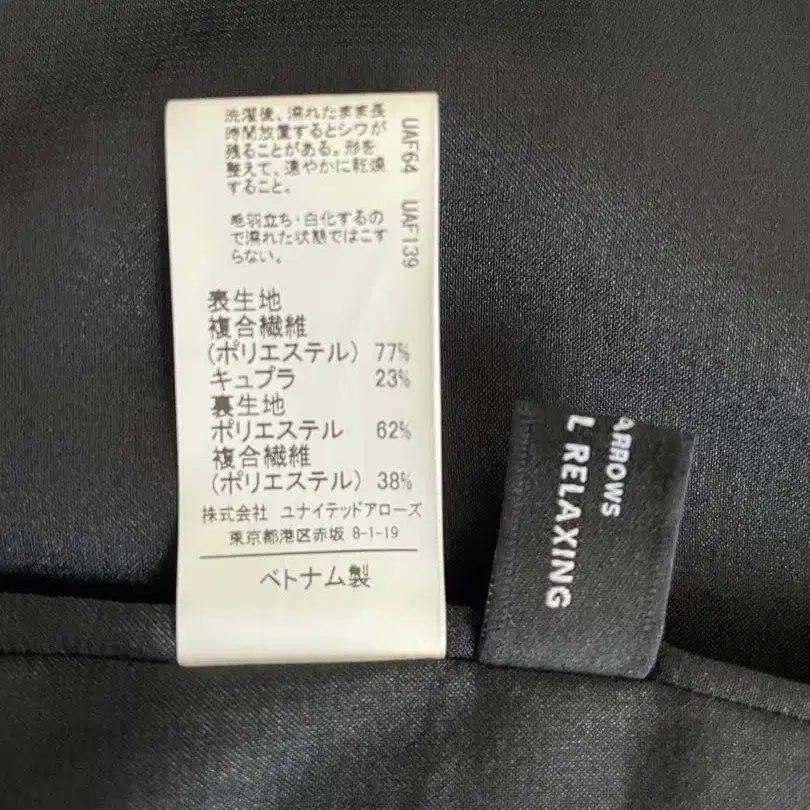 洗濯後、濡れたまま長
時間放置するとシワが
残ることがある。形を
整えて、速やかに乾燥
すること。
毛羽立ち・白化するの
で濡れた状態ではこす
らない。
UAF64 UAF139
表生地
複合繊維
(ポリエステル) 77%
キュプラ 23%
裏生地
ポリエステル 62%
複合繊維
(ポリエステル) 38%
株式会社 ユナイテッドアローズ
東京都港区赤坂 8-1-19
ベトナム製
ARROWS
L RELAXING